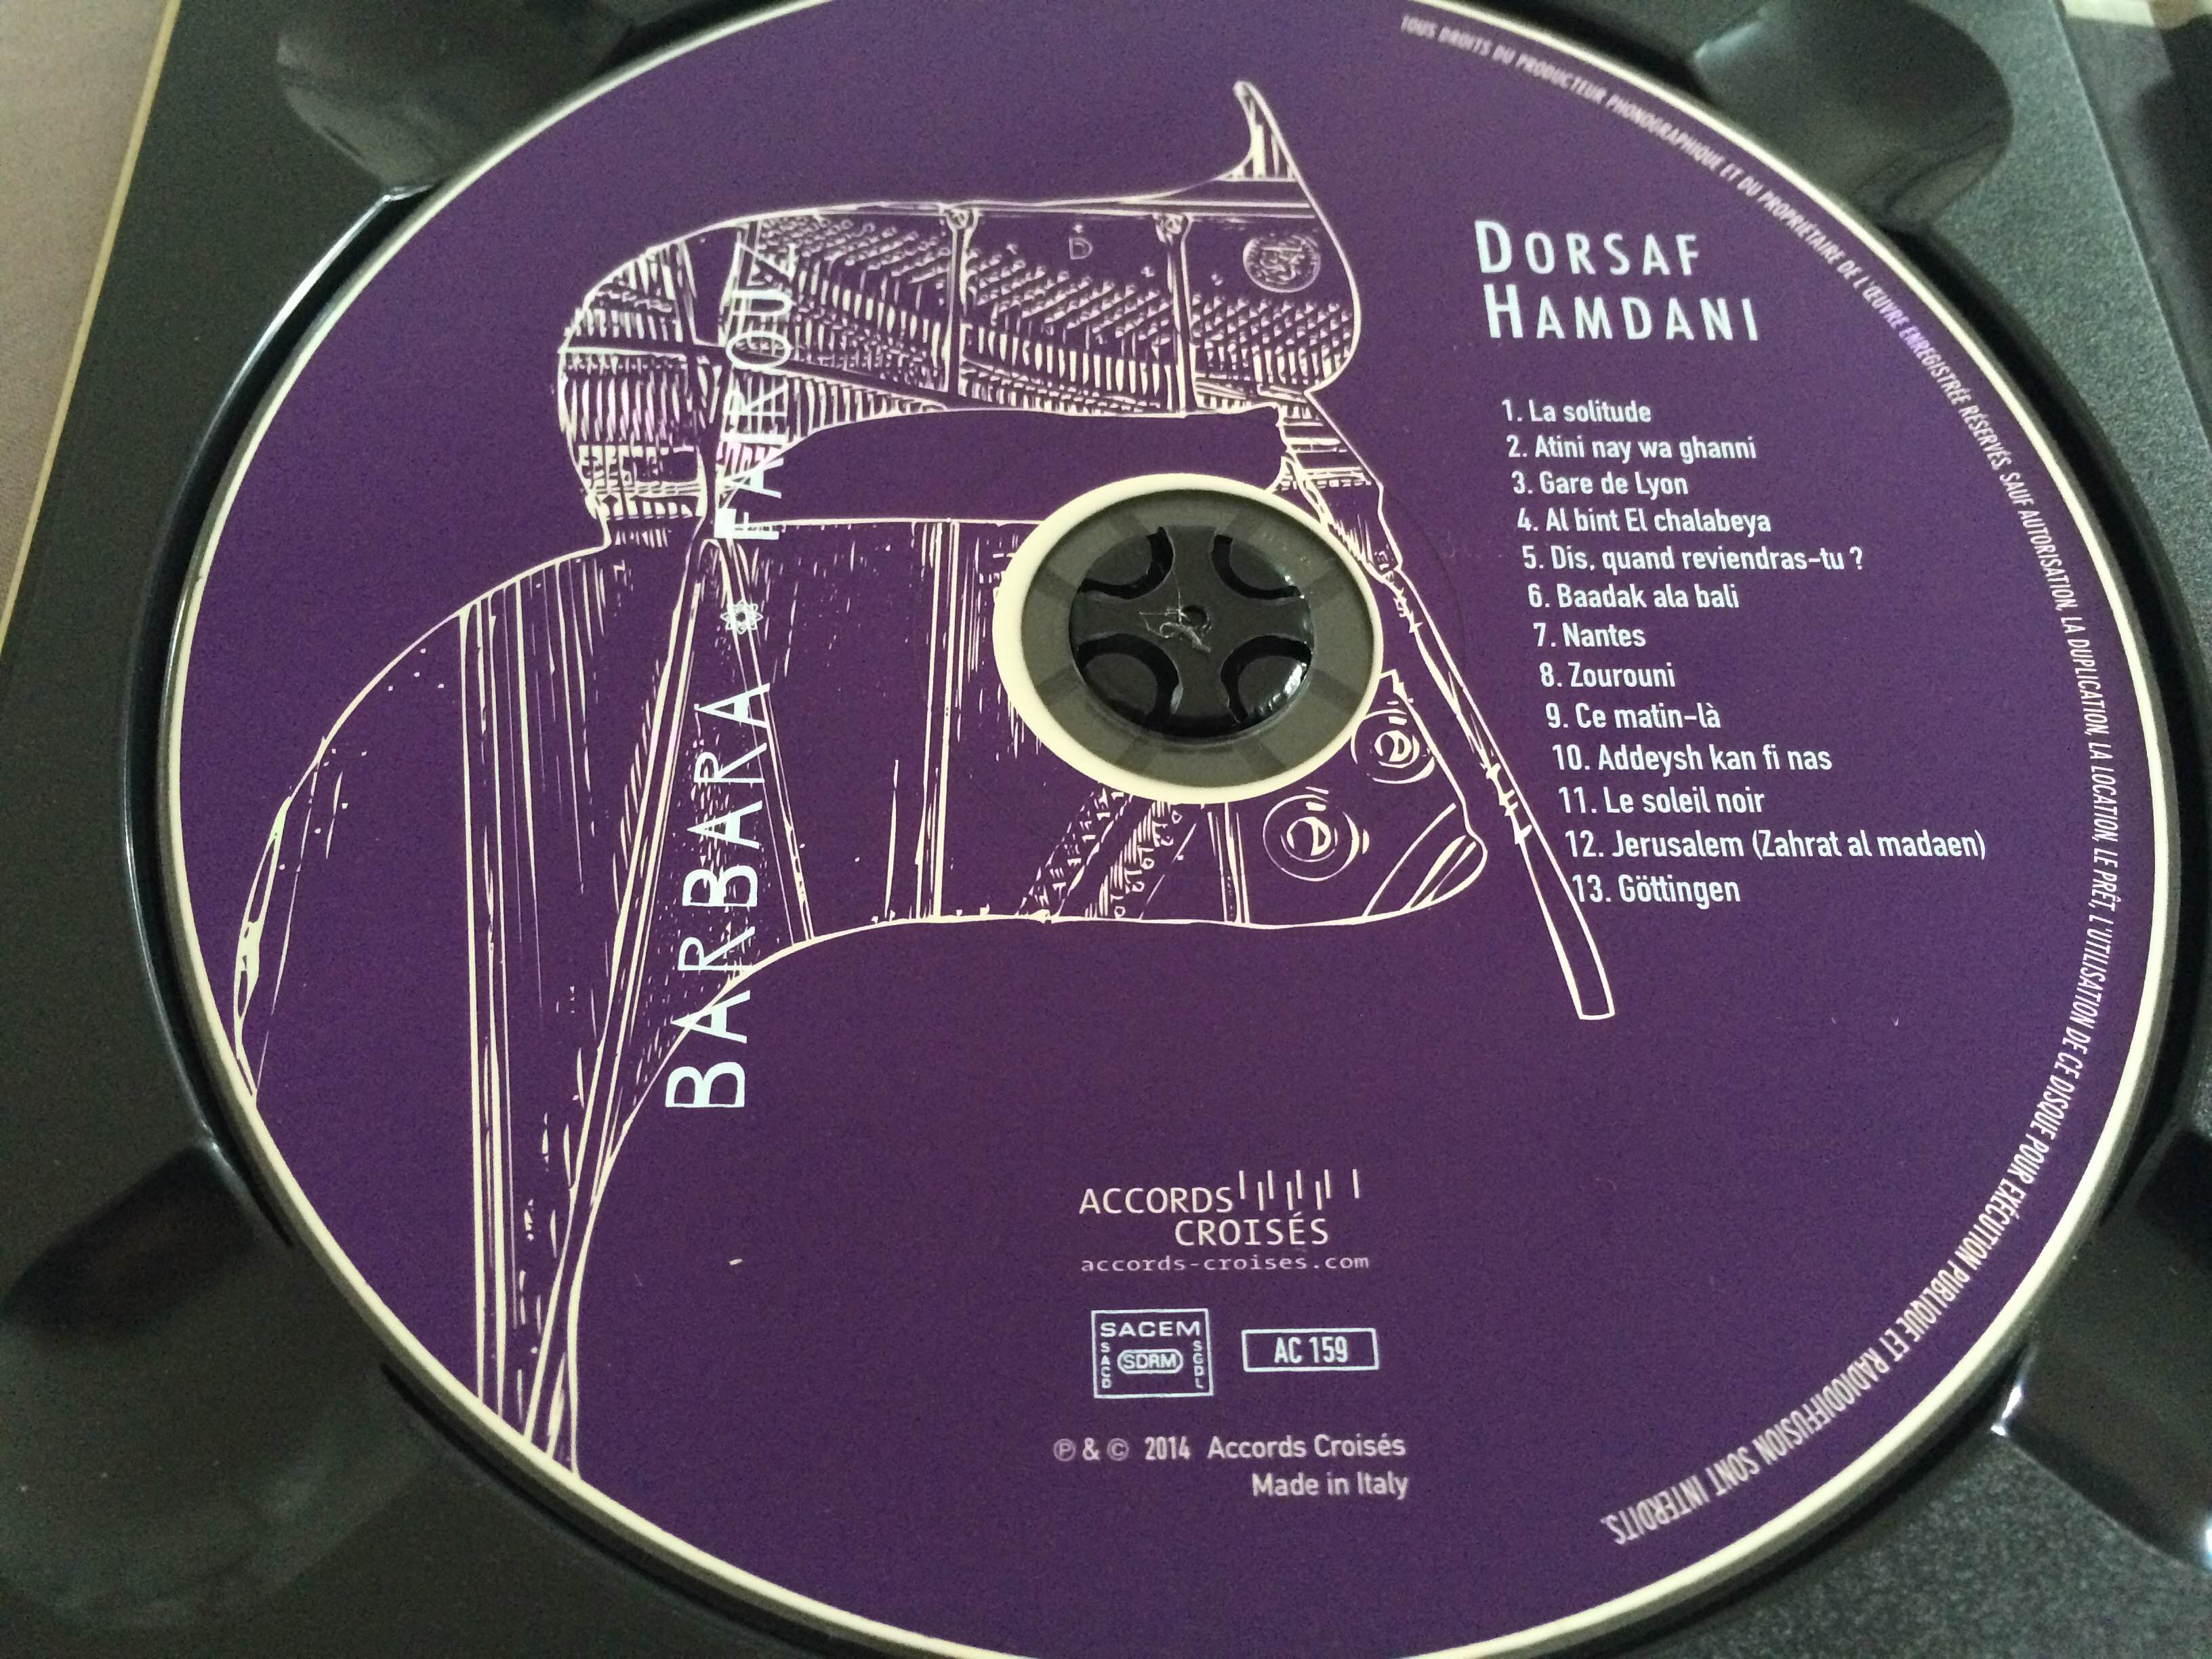 DORSAF
HAMDANI
1. La solitude
2. Atini nay wa ghanni
3. Gare de Lyon
4. Al bint El chalabeya
5. Dis, quand reviendras-tu ?
6. Baadak ala bali
7. Nantes
8. Zourouni
9. Ce matin-là
10. Addeysh kan fi nas
11. Le soleil noir
12. Jerusalem (Zahrat al madaen)
13. Göttingen
BARBARA FAIROUZ
ACCORDS
CROISÉS
accords-croises.com
SACEM
SACD
SDRM
SGDL
AC 159
℗ & © 2014 Accords Croisés
Made in Italy
TOUS DROITS DU PRODUCTEUR PHONOGRAPHIQUE ET DU PROPRIÉTAIRE DE L'ŒUVRE ENREGISTRÉE RÉSERVÉS. SAUF AUTORISATION, LA DUPLICATION, LA LOCATION, LE PRÊT, L'UTILISATION DE CE DISQUE POUR EXÉCUTION PUBLIQUE ET RADIODIFFUSION SONT INTERDITS.